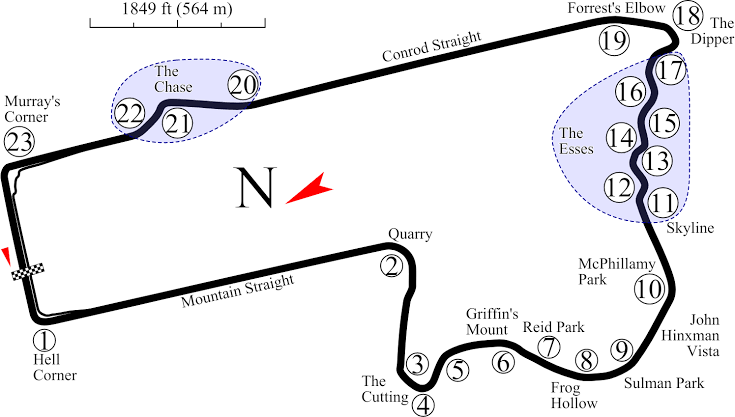 1849 ft (564 m)
Forrest's Elbow
18
The
Dipper
19
Conrod Straight
17
The
Chase
20
16
Murray's
Corner
22
21
15
23
The
Esses
14
13
N
12
11
Skyline
Quarry
2
McPhillamy
Park
10
Mountain Straight
Griffin's
Mount
Reid Park
John
Hinxman
Vista
1
7
Hell
Corner
3
5
6
8
9
The
Cutting
4
Frog
Hollow
Sulman Park